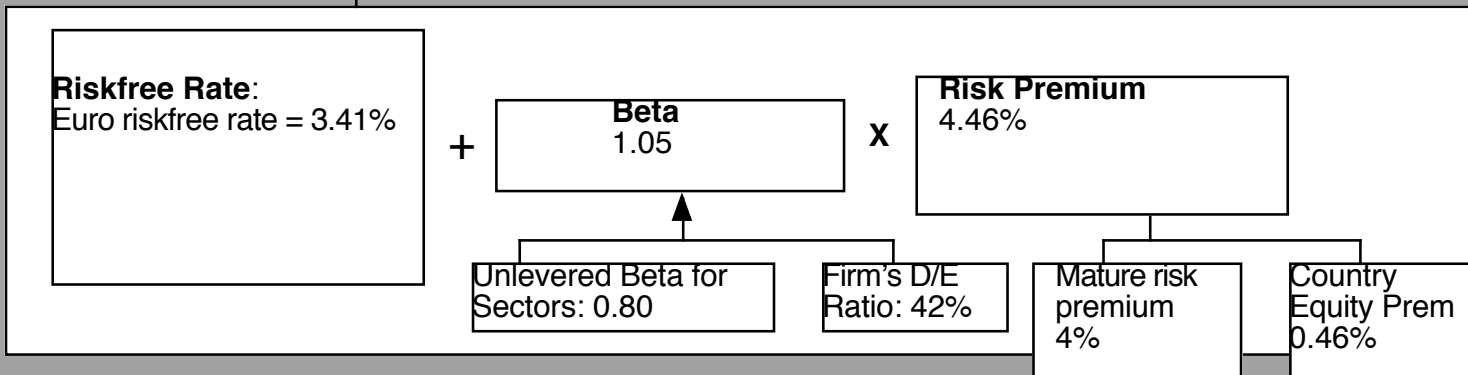 Riskfree Rate:
Euro riskfree rate = 3.41%
+
Beta
1.05
X
Risk Premium
4.46%
Unlevered Beta for
Sectors: 0.80
Firm's D/E
Ratio: 42%
Mature risk
premium
4%
Country
Equity Prem
0.46%